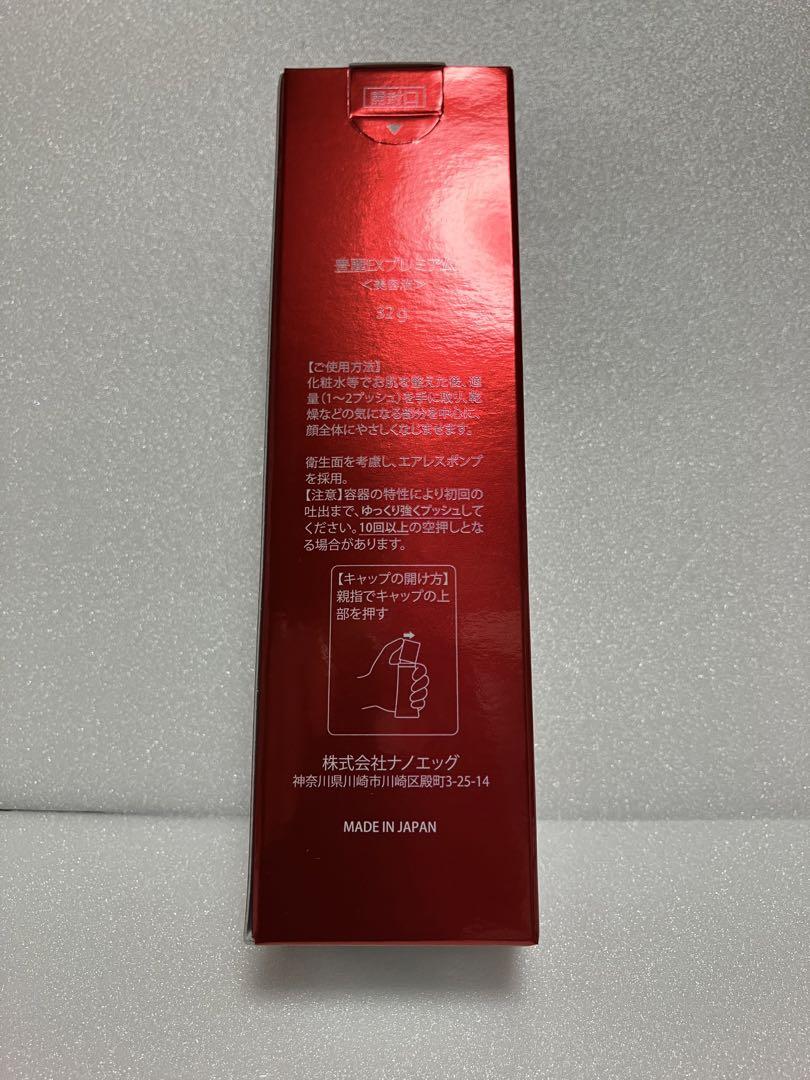 開封口
豊麗EXプレミアム
＜美容液＞
32g
【ご使用方法】
化粧水等でお肌を整えた後、適
量（1〜2プッシュ）を手に取り、乾
燥などの気になる部分を中心に、
顔全体にやさしくなじませます。
衛生面を考慮し、エアレスポンプ
を採用。
【注意】容器の特性により初回の
吐出まで、ゆっくり強くプッシュして
ください。10回以上の空押しとな
る場合があります。
【キャップの開け方】
親指でキャップの上
部を押す
株式会社ナノエッグ
神奈川県川崎市川崎区殿町3-25-14
MADE IN JAPAN